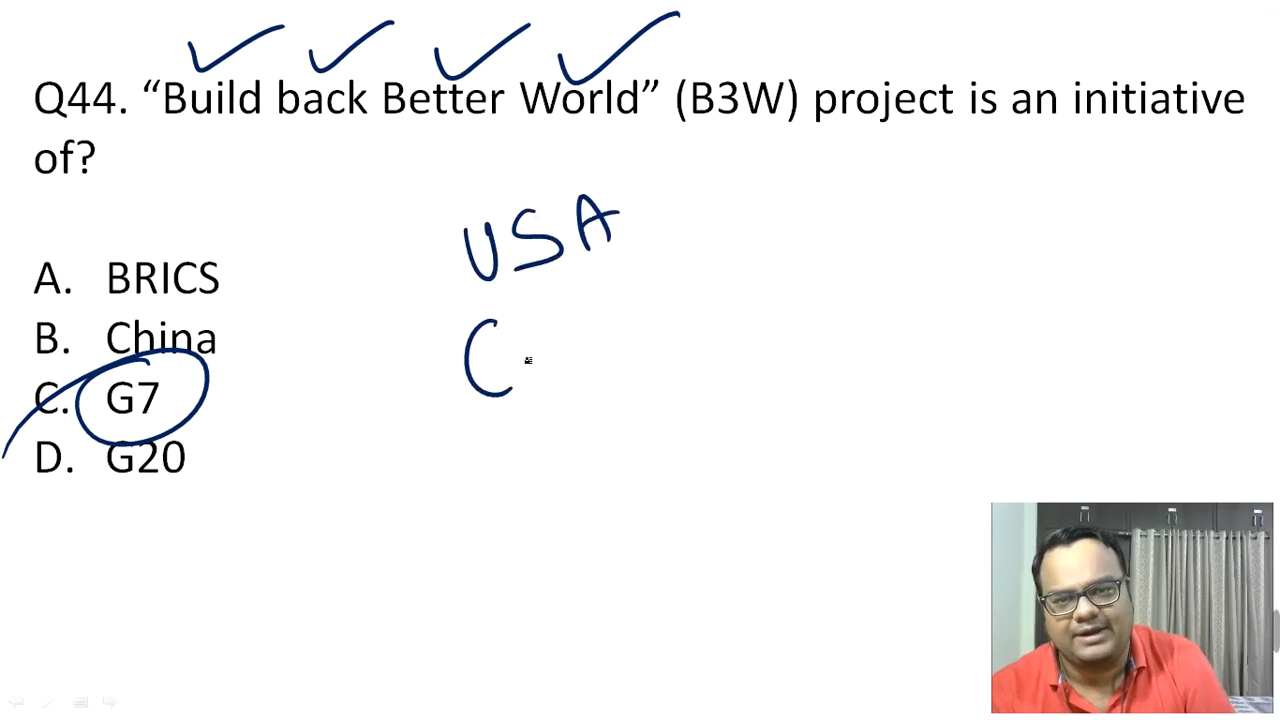 Q44. “Build back Better World” (B3W) project is an initiative
of?
USA
A. BRICS
B. China
C
C. G7
D. G20